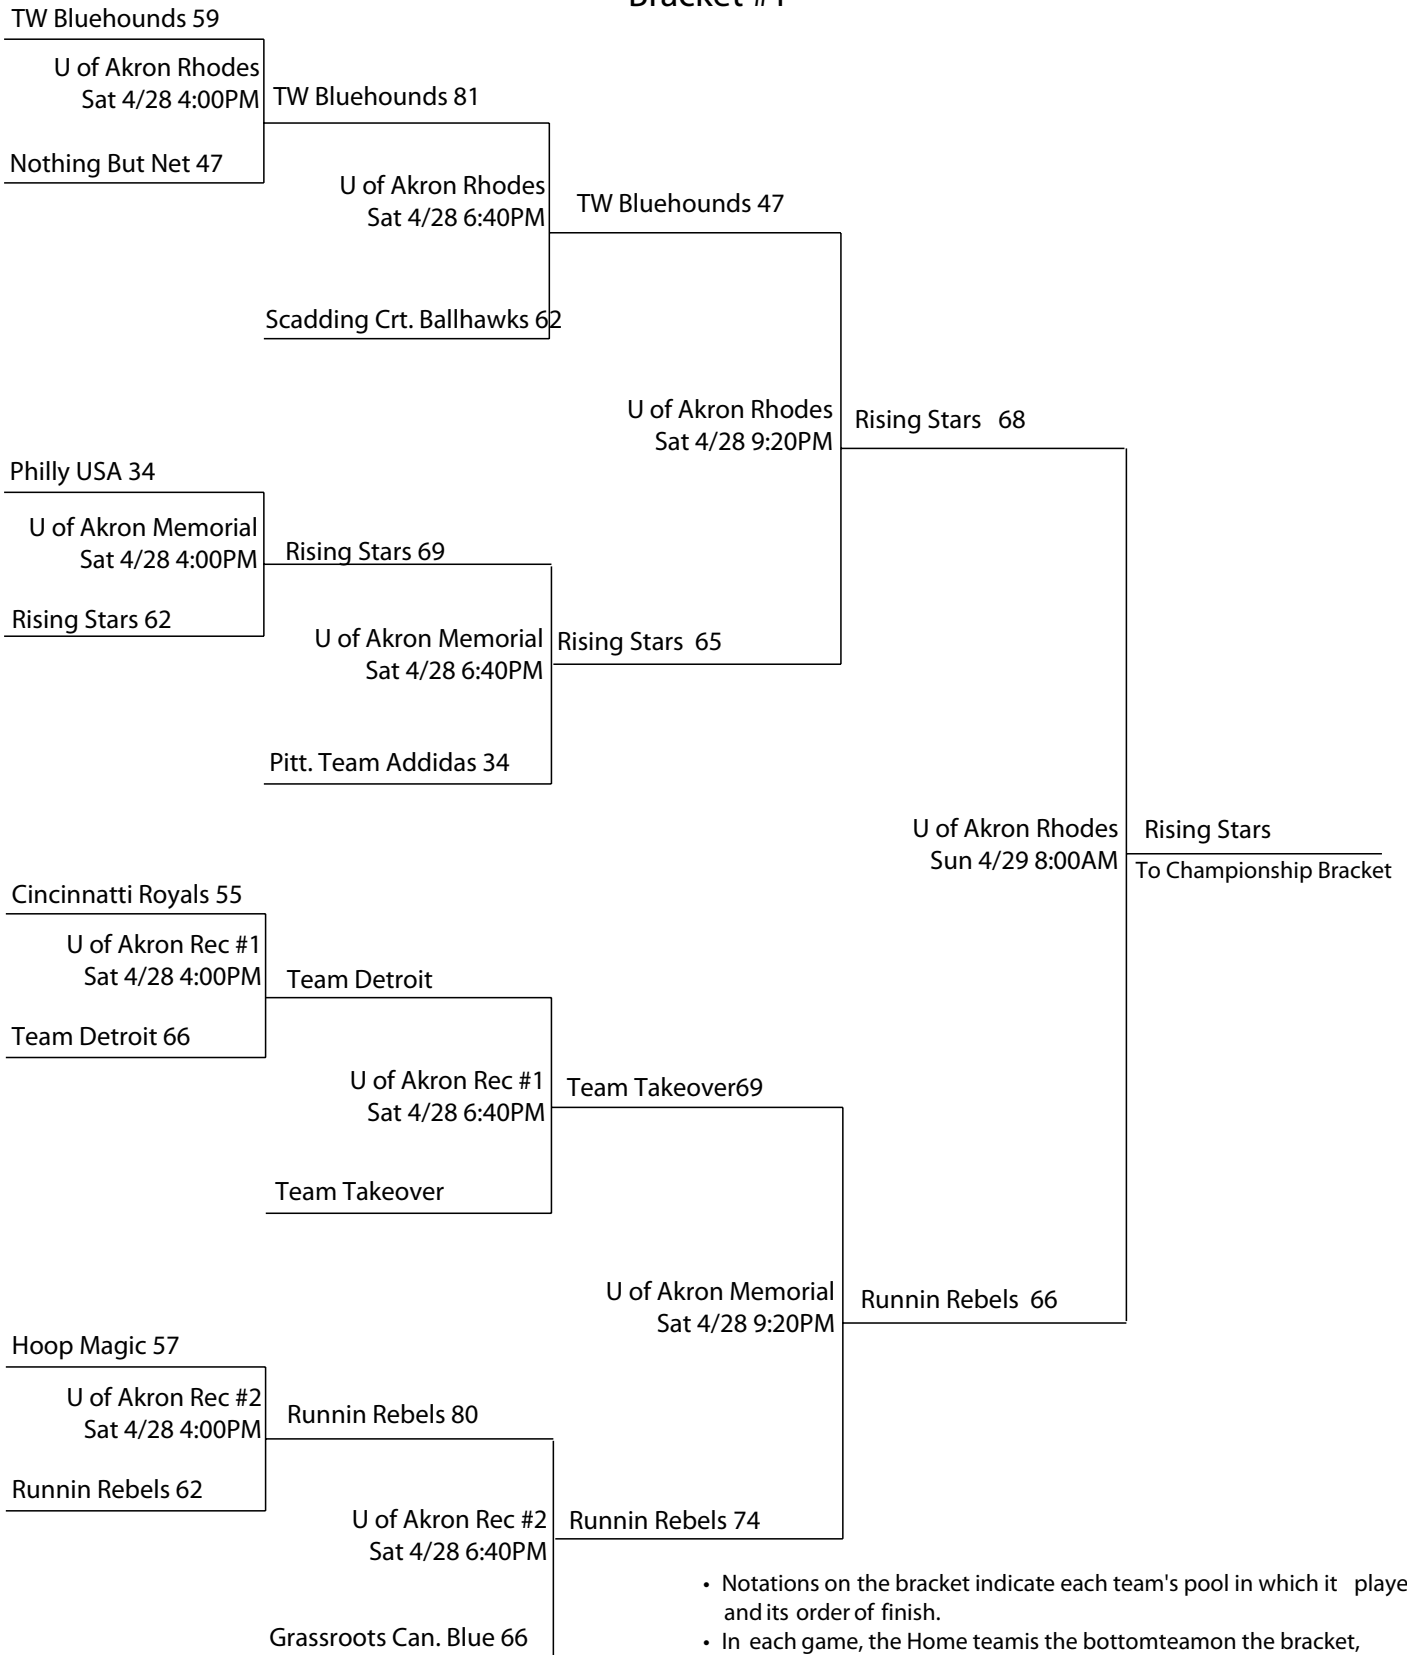 TW Bluehounds 59
U of Akron Rhodes
Sat 4/28 4:00PM
TW Bluehounds 81
Nothing But Net 47
U of Akron Rhodes
Sat 4/28 6:40PM
TW Bluehounds 47
Scadding Crt. Ballhawks 62
U of Akron Rhodes
Sat 4/28 9:20PM
Rising Stars 68
Philly USA 34
U of Akron Memorial
Sat 4/28 4:00PM
Rising Stars 69
Rising Stars 62
U of Akron Memorial
Sat 4/28 6:40PM
Rising Stars 65
Pitt. Team Addidas 34
U of Akron Rhodes
Sun 4/29 8:00AM
Rising Stars
To Championship Bracket
Cincinnatti Royals 55
U of Akron Rec #1
Sat 4/28 4:00PM
Team Detroit
Team Detroit 66
U of Akron Rec #1
Sat 4/28 6:40PM
Team Takeover69
Team Takeover
U of Akron Memorial
Sat 4/28 9:20PM
Runnin Rebels 66
Hoop Magic 57
U of Akron Rec #2
Sat 4/28 4:00PM
Runnin Rebels 80
Runnin Rebels 62
U of Akron Rec #2
Sat 4/28 6:40PM
Runnin Rebels 74
Grassroots Can. Blue 66
• Notations on the bracket indicate each team's pool in which it playe
and its order of finish.
• In each game, the Home teamis the bottomteamon the bracket,